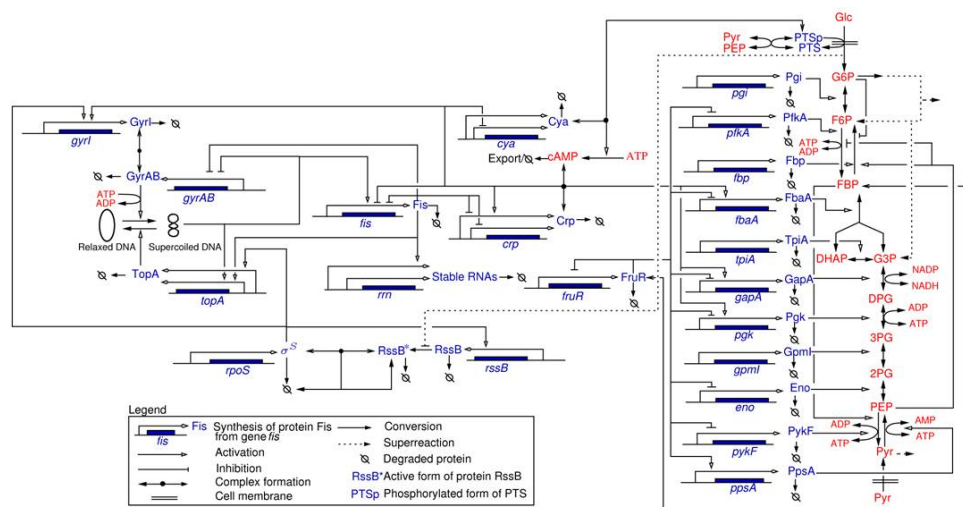 Glc
Pyr
PEP
PTSp
PTS
G6P
Pgi
pgi
GyrI
gyrI
Cya
cya
PfkA
pfkA
F6P
ATP
ADP
Export/
cAMP
ATP
GyrAB
gyrAB
Fbp
fbp
FBP
ATP
ADP
Fis
fis
Crp
crp
FbaA
fbaA
Relaxed DNA
Supercoiled DNA
TopA
topA
Stable RNAs
rrn
FruR
fruR
TpiA
tpiA
DHAP
G3P
GapA
gapA
NADP
NADH
DPG
Pgk
pgk
ADP
ATP
3PG
σS
rpoS
RssB*
RssB
rssB
GpmI
gpmI
2PG
Eno
eno
PEP
ADP
ATP
AMP
ATP
PykF
pykF
Pyr
PpsA
ppsA
Pyr
Legend
Fis Synthesis of protein Fis
from gene fis
fis
Activation
Inhibition
Complex formation
Cell membrane
Conversion
Superreaction
Degraded protein
RssB* Active form of protein RssB
PTSp Phosphorylated form of PTS